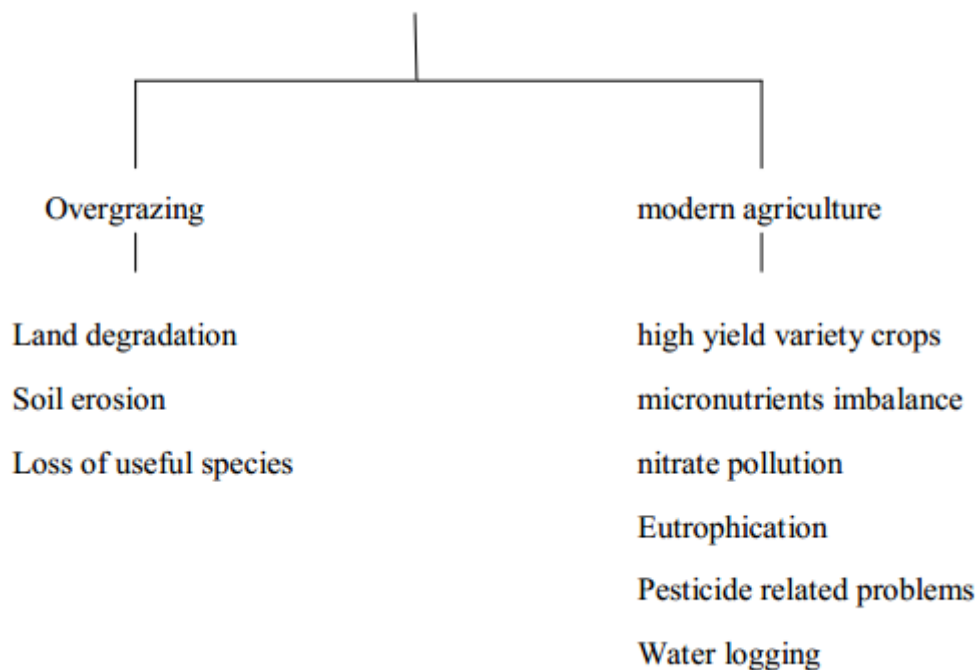 Overgrazing
modern agriculture
Land degradation
high yield variety crops
Soil erosion
micronutrients imbalance
Loss of useful species
nitrate pollution
Eutrophication
Pesticide related problems
Water logging